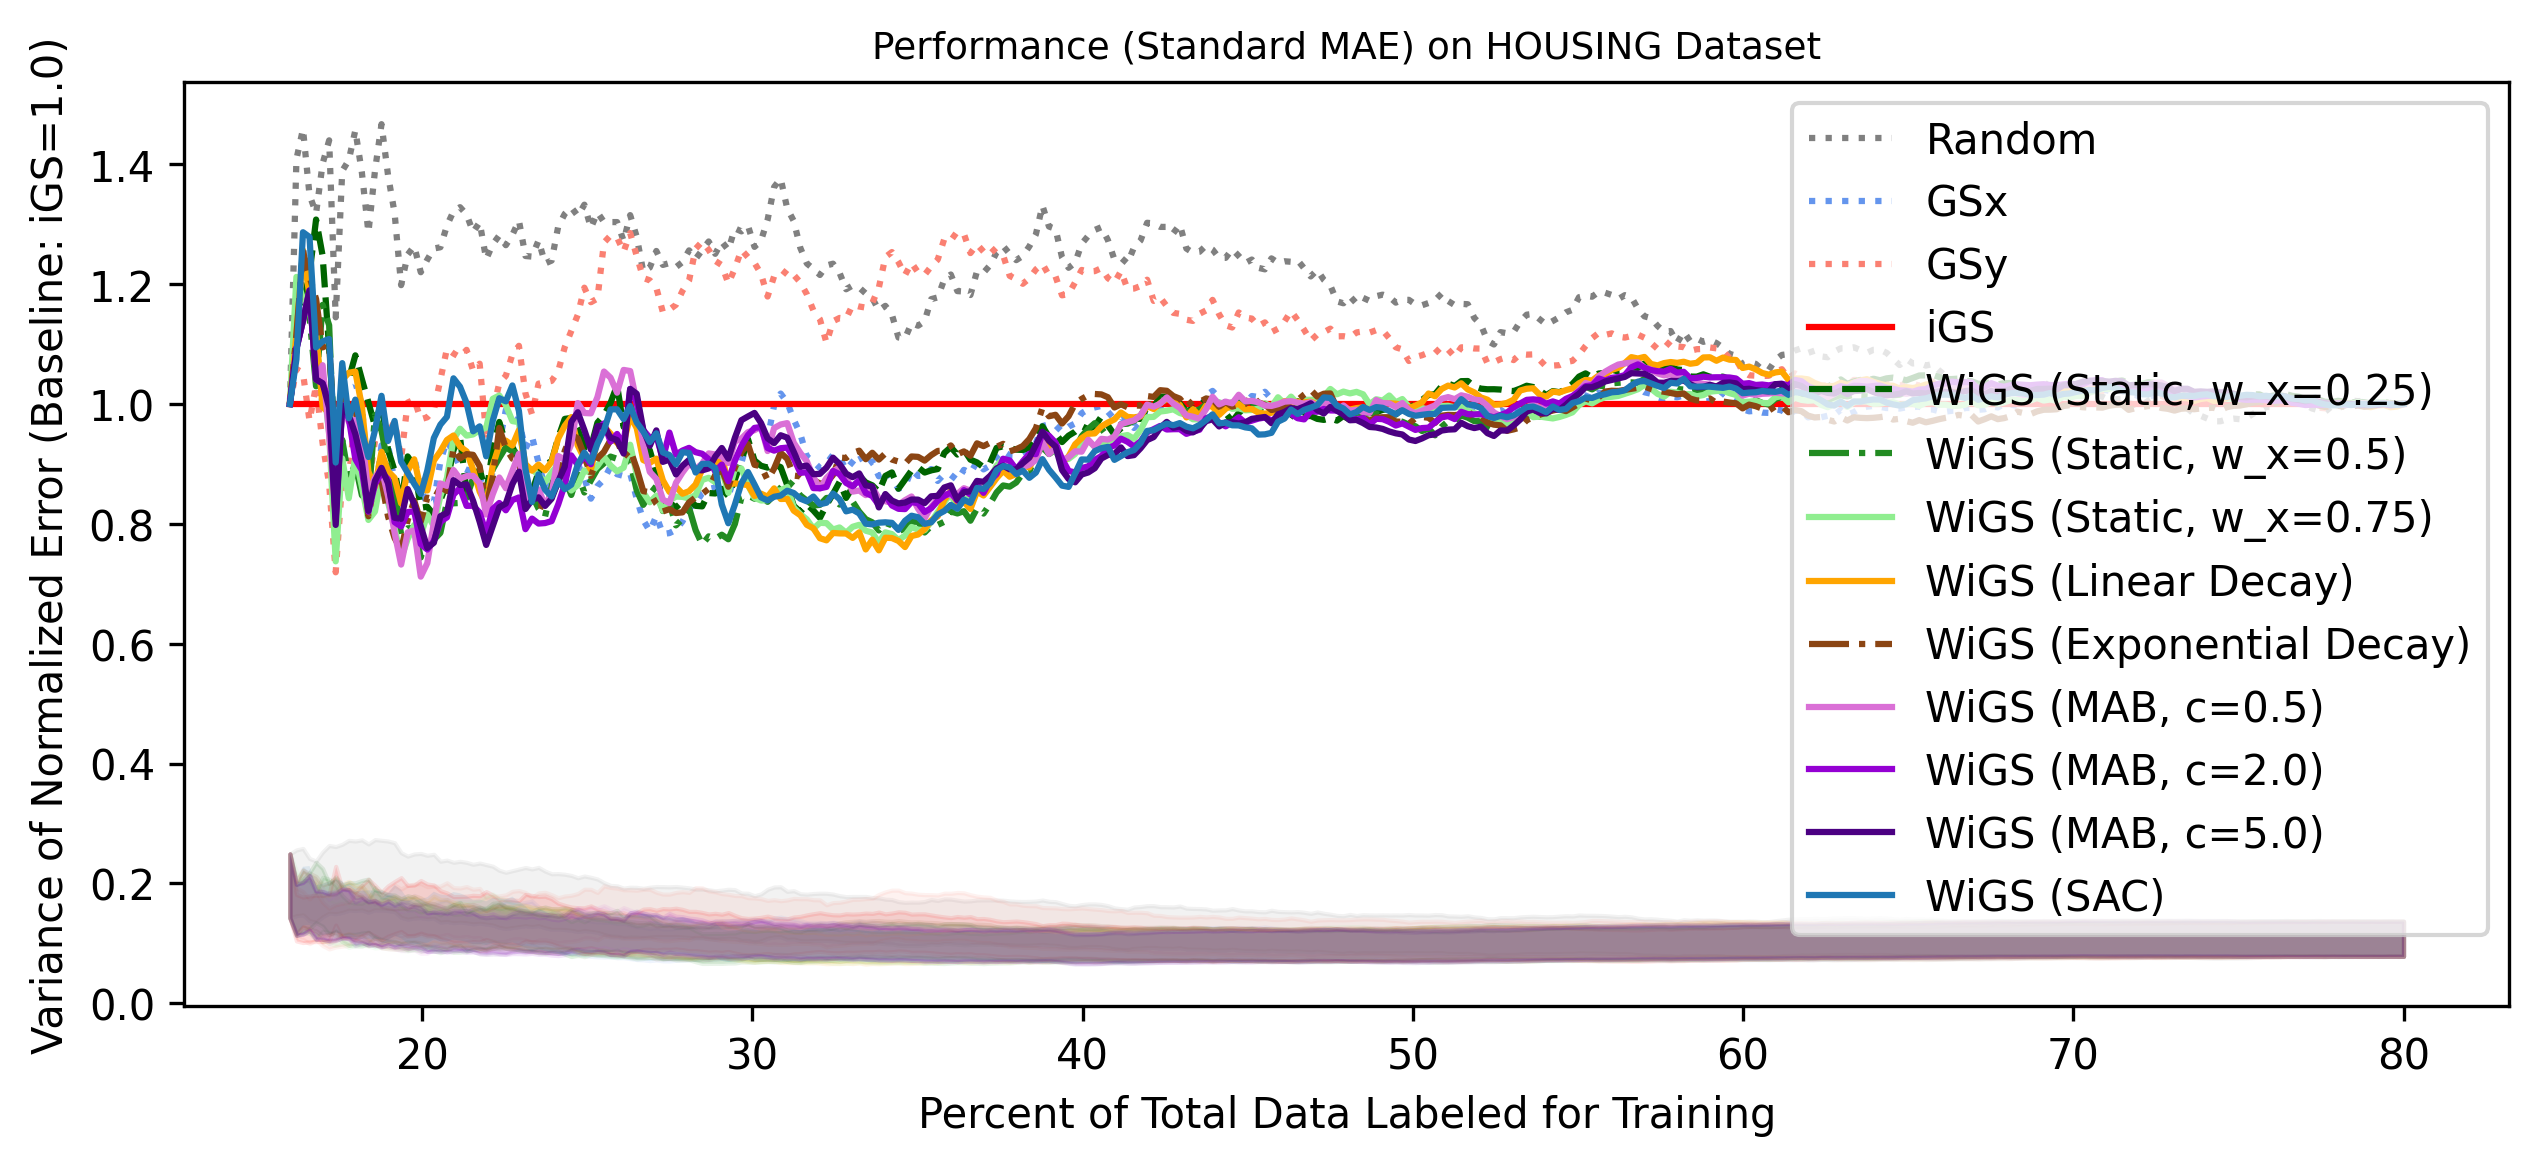 Performance (Standard MAE) on HOUSING Dataset
Variance of Normalized Error (Baseline: iGS=1.0)
1.4
1.2
1.0
0.8
0.6
0.4
0.2
0.0
Random
GSx
GSy
iGS
WiGS (Static, w_x=0.25)
WiGS (Static, w_x=0.5)
WiGS (Static, w_x=0.75)
WiGS (Linear Decay)
WiGS (Exponential Decay)
WiGS (MAB, c=0.5)
WiGS (MAB, c=2.0)
WiGS (MAB, c=5.0)
WiGS (SAC)
20 30 40 50 60 70 80
Percent of Total Data Labeled for Training